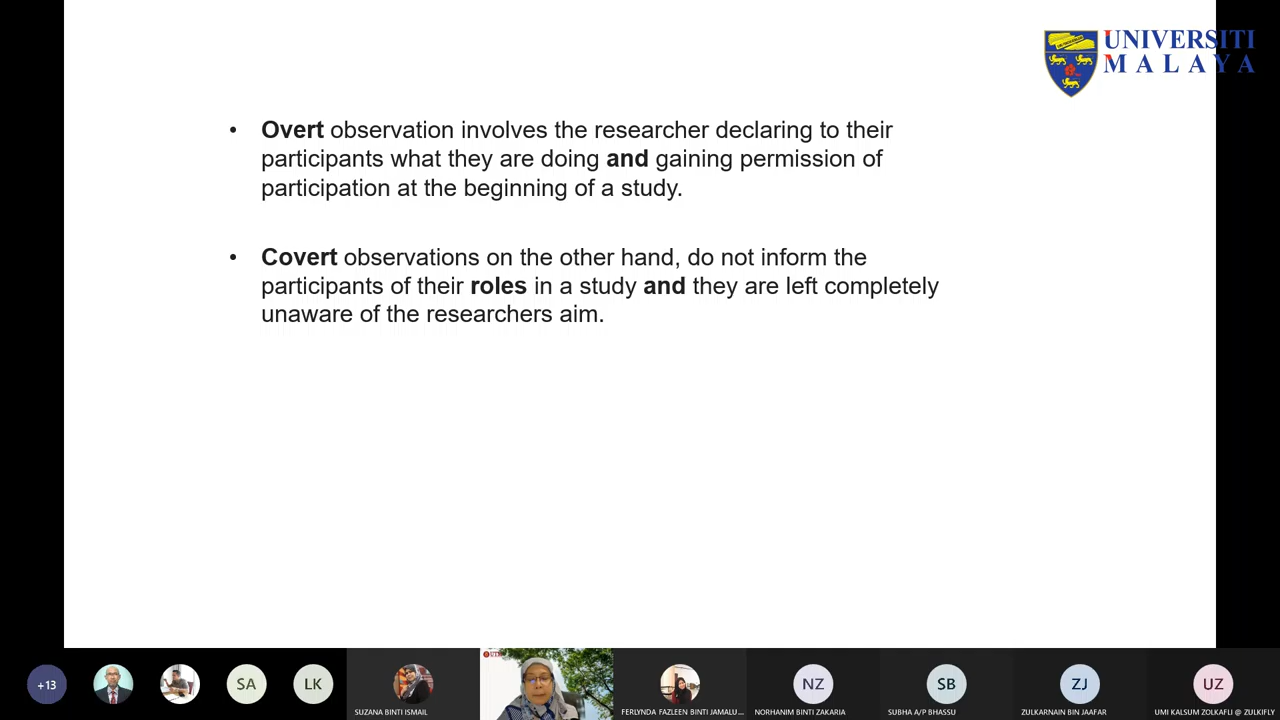 UNIVERSITI
MALAYA
• Overt observation involves the researcher declaring to their
participants what they are doing and gaining permission of
participation at the beginning of a study.
• Covert observations on the other hand, do not inform the
participants of their roles in a study and they are left completely
unaware of the researchers aim.
+13
SA
LK
SUZANA BINTI ISMAIL
FERLYNDA FAZLEEN BINTI JAMALU...
NZ
NORHANIM BINTI ZAKARIA
SB
SUBHA A/P BHASSU
ZJ
ZULKARNAIN BIN JAAFAR
UZ
UMI KALSUM ZOLKAFLI @ ZULKIFLY